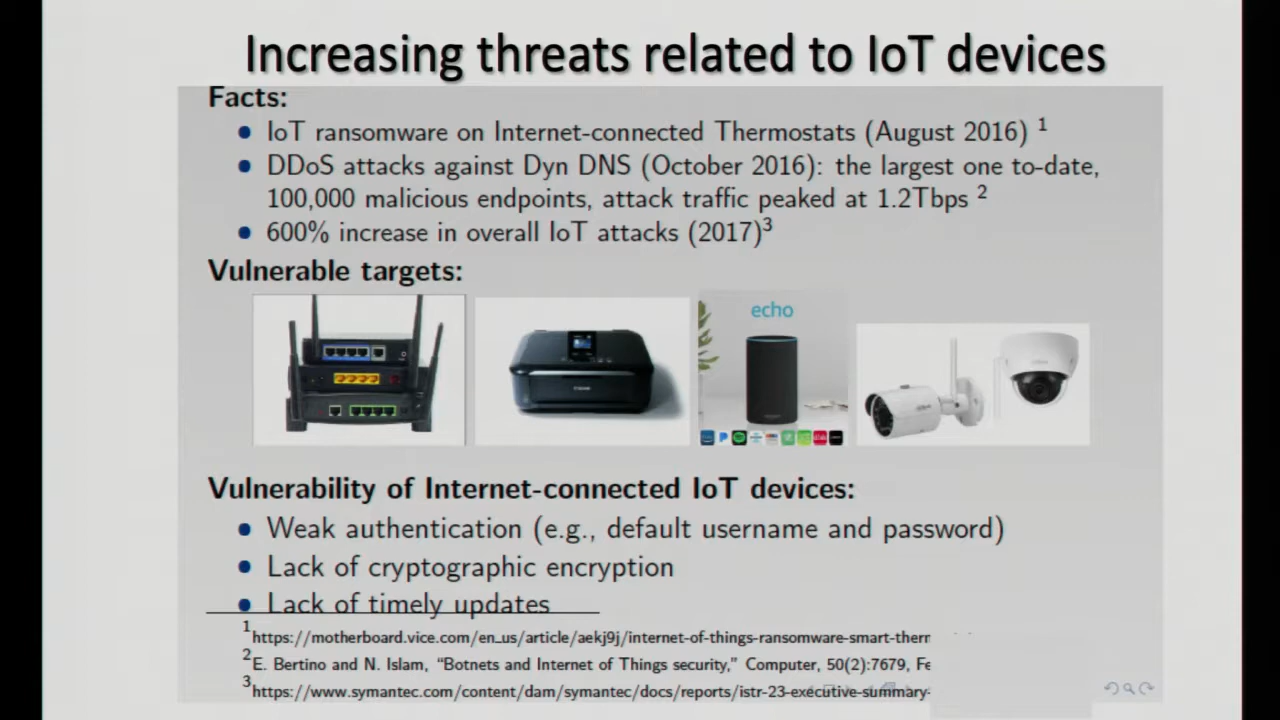 Increasing threats related to IoT devices
Facts:
IoT ransomware on Internet-connected Thermostats (August 2016) 1
DDoS attacks against Dyn DNS (October 2016): the largest one to-date,
100,000 malicious endpoints, attack traffic peaked at 1.2Tbps 2
600% increase in overall IoT attacks (2017)3
Vulnerable targets:
echo
Vulnerability of Internet-connected IoT devices:
Weak authentication (e.g., default username and password)
Lack of cryptographic encryption
Lack of timely updates
1https://motherboard.vice.com/en_us/article/aekj9j/internet-of-things-ransomware-smart-therm
2E. Bertino and N. Islam, “Botnets and Internet of Things security,” Computer, 50(2):7679, Fe
3https://www.symantec.com/content/dam/symantec/docs/reports/istr-23-executive-summary-